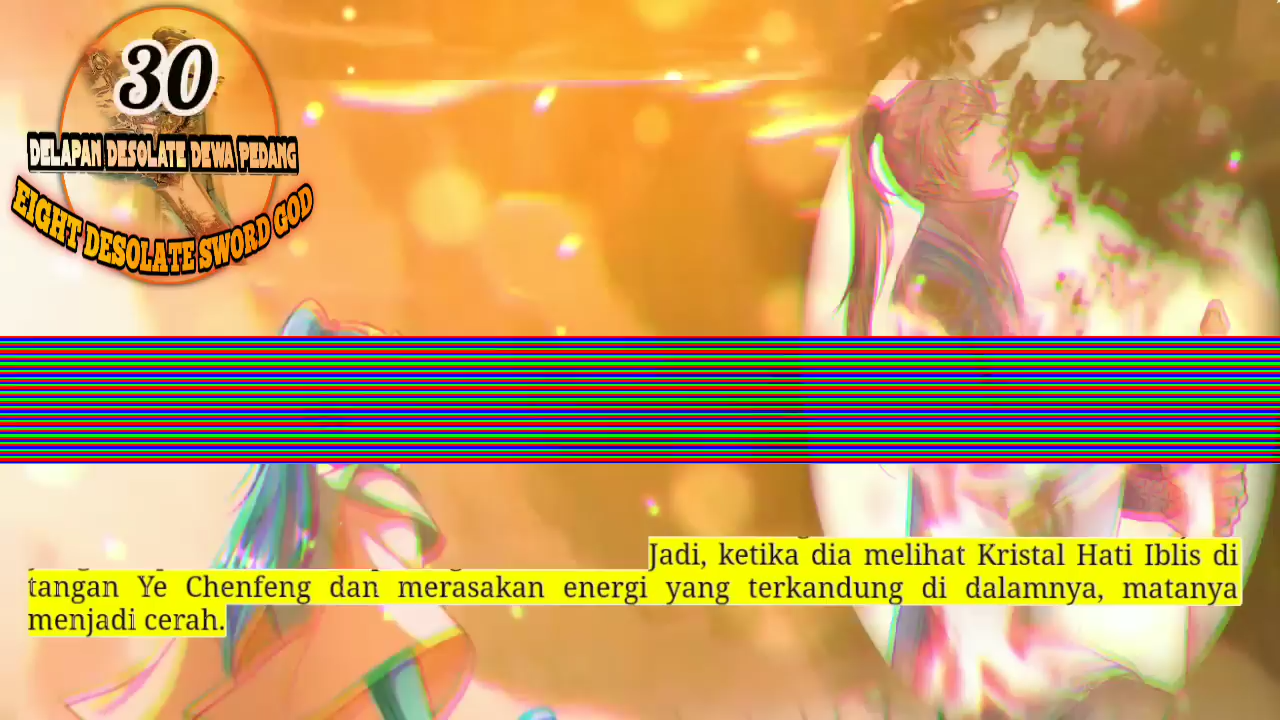 30
DELAPAN DESOLATE DEWA PEDANG
EIGHT DESOLATE SWORD GOD
Jadi, ketika dia melihat Kristal Hati Iblis di
tangan Ye Chenfeng dan merasakan energi yang terkandung di dalamnya, matanya
menjadi cerah.